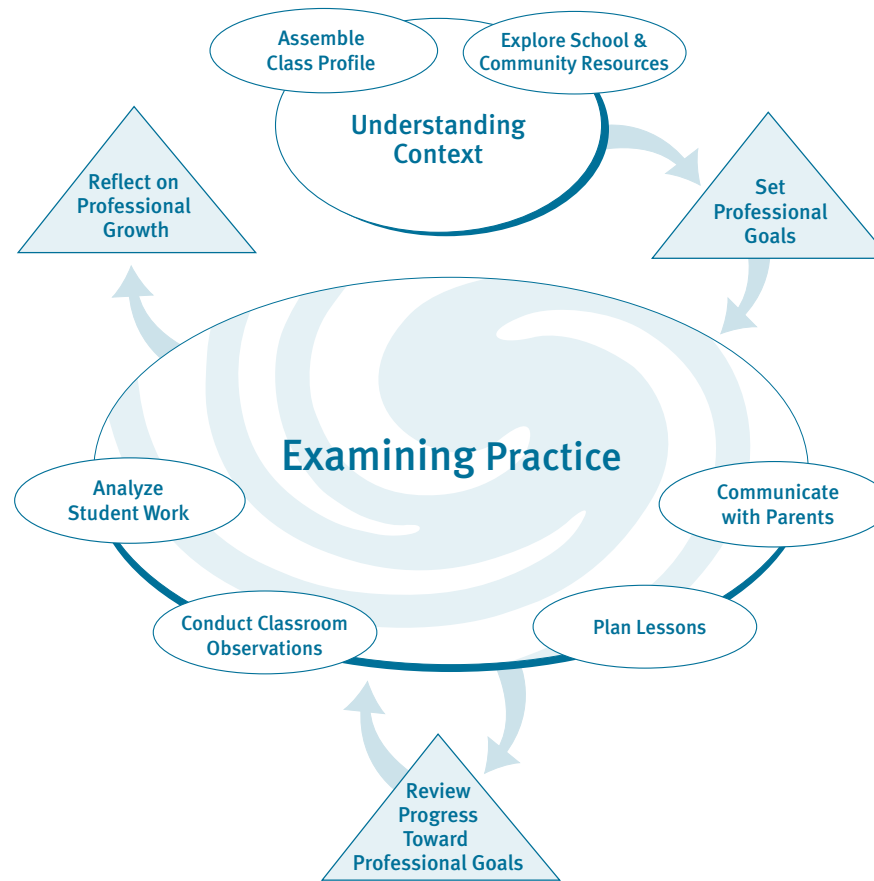 Assemble
Class Profile
Explore School &
Community Resources
Understanding
Context
Reflect on
Professional
Growth
Set
Professional
Goals
Examining Practice
Analyze
Student Work
Communicate
with Parents
Conduct Classroom
Observations
Plan Lessons
Review
Progress
Toward
Professional Goals